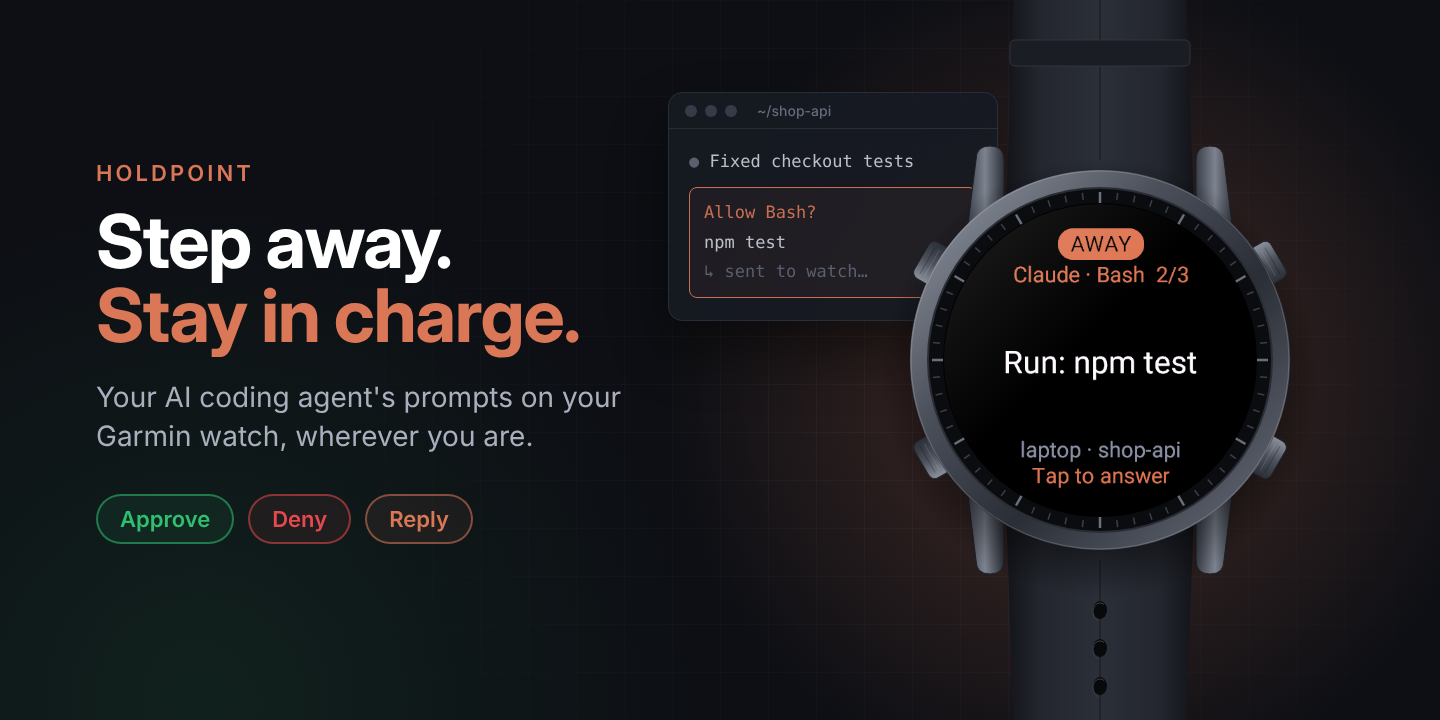 HOLDPOINT
Step away.
Stay in charge.
Your AI coding agent's prompts on your
Garmin watch, wherever you are.
Approve
Deny
Reply
~/shop-api
Fixed checkout tests
Allow Bash?
npm test
↳ sent to watch…
AWAY
Claude · Bash 2/3
Run: npm test
laptop · shop-api
Tap to answer